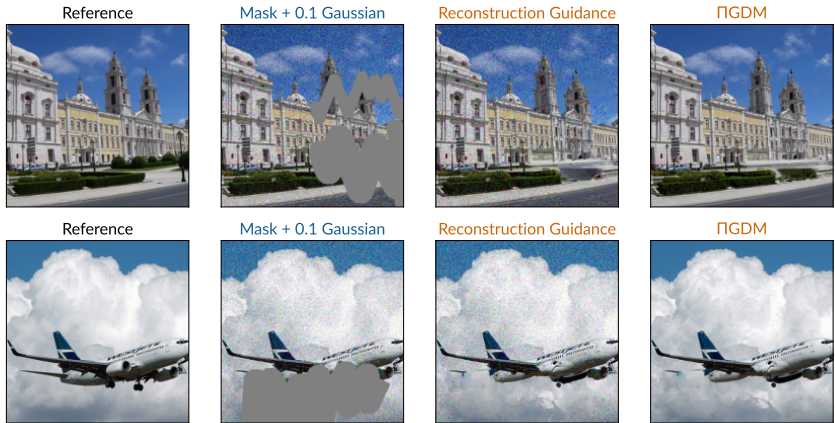 Reference
Mask + 0.1 Gaussian
Reconstruction Guidance
ΠGDM
Reference
Mask + 0.1 Gaussian
Reconstruction Guidance
ΠGDM